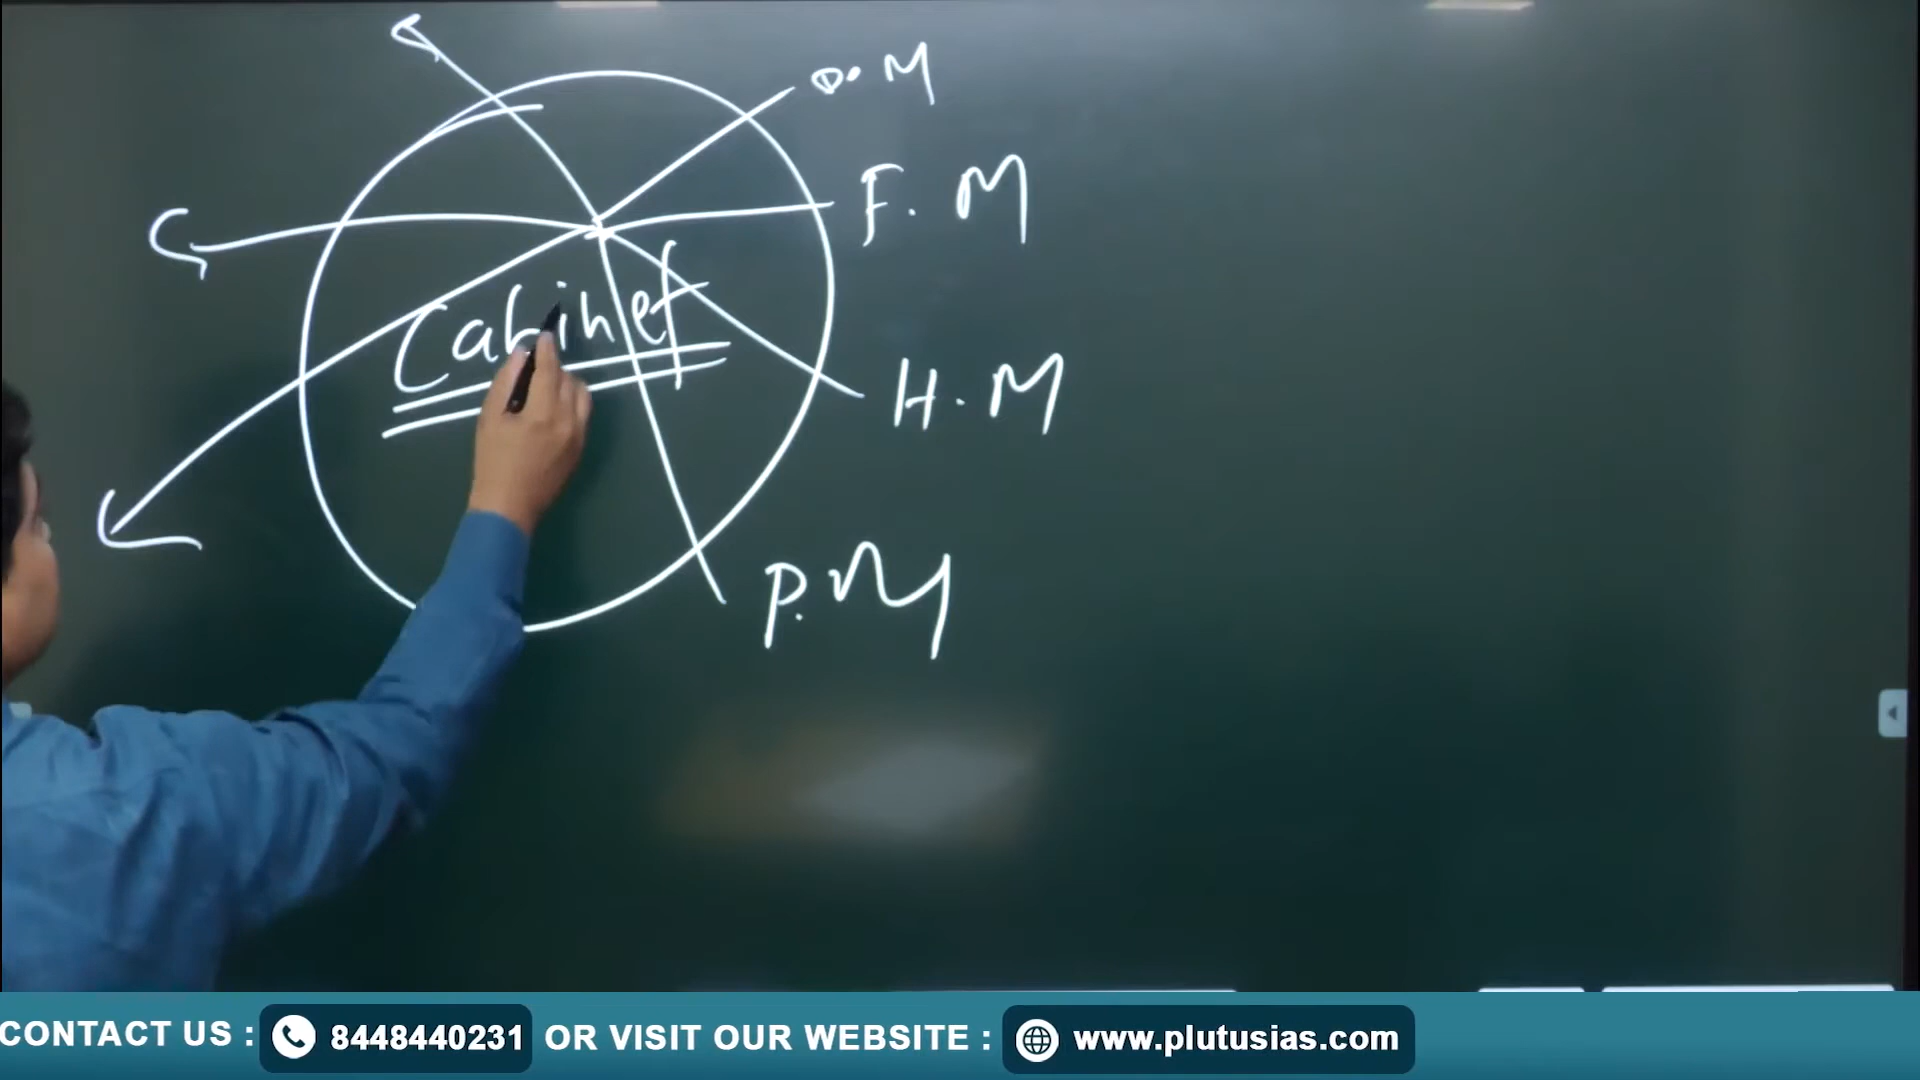 D. M
F. M
Cabinet
H. M
P. M
CONTACT US : 8448440231 OR VISIT OUR WEBSITE : www.plutusias.com